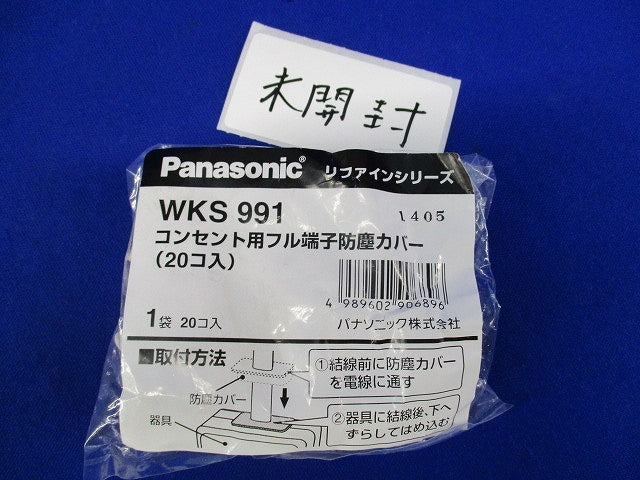 未開封
Panasonic® リファインシリーズ
WKS 991 1405
コンセント用フル端子防塵カバー
(20コ入)
4 989602 906896
1袋 20コ入 パナソニック株式会社
■取付方法
①結線前に防塵カバー
を電線に通す
防塵カバー
器具
②器具に結線後、下へ
ずらしてはめ込む